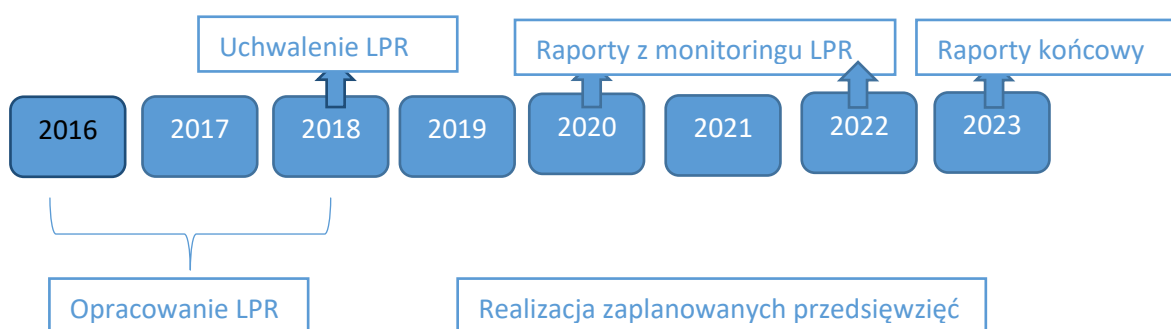 Uchwalenie LPR
Raporty z monitoringu LPR
Raporty końcowy
2016
2017
2018
2019
2020
2021
2022
2023
Opracowanie LPR
Realizacja zaplanowanych przedsięwzięć